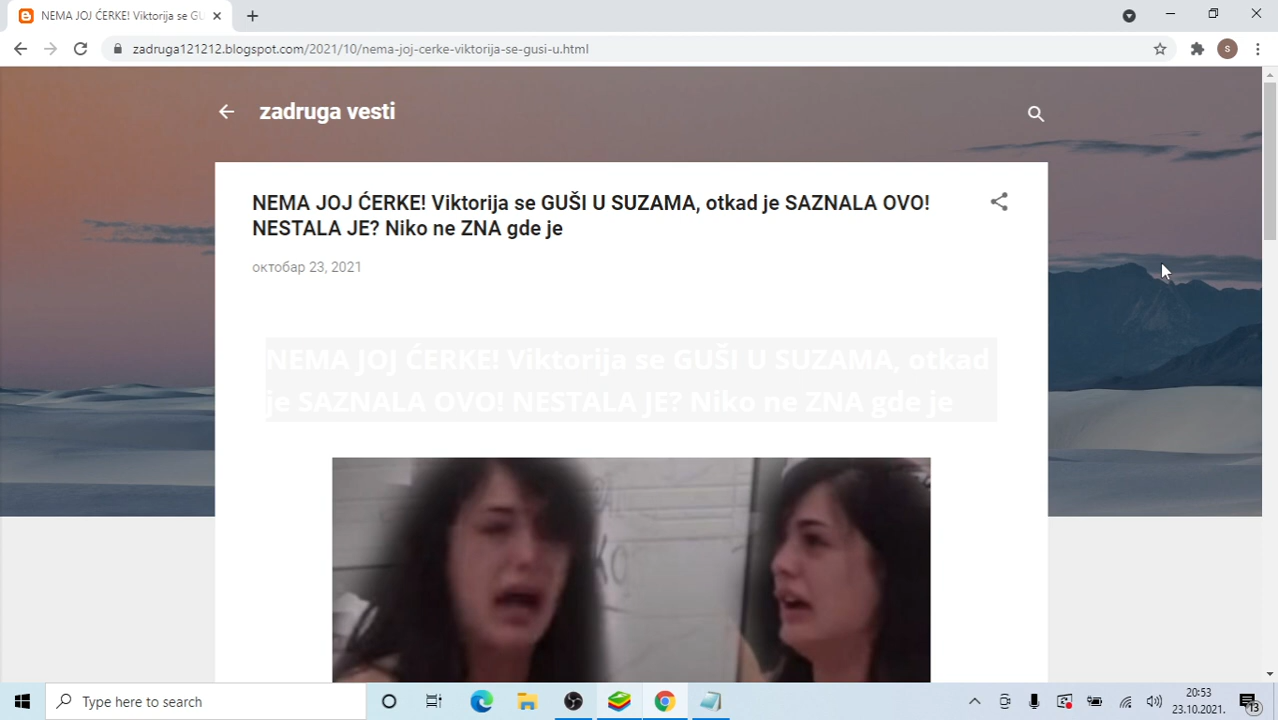 NEMA JOJ ĆERKE! Viktorija se GU
zadruga121212.blogspot.com/2021/10/nema-joj-cerke-viktorija-se-gusi-u.html
S
zadruga vesti
NEMA JOJ ĆERKE! Viktorija se GUŠI U SUZAMA, otkad je SAZNALA OVO!
NESTALA JE? Niko ne ZNA gde je
октобар 23, 2021
NEMA JOJ ĆERKE! Viktorija se GUŠI U SUZAMA, otkad
je SAZNALA OVO! NESTALA JE? Niko ne ZNA gde je
Type here to search
20:53
23.10.2021.
13